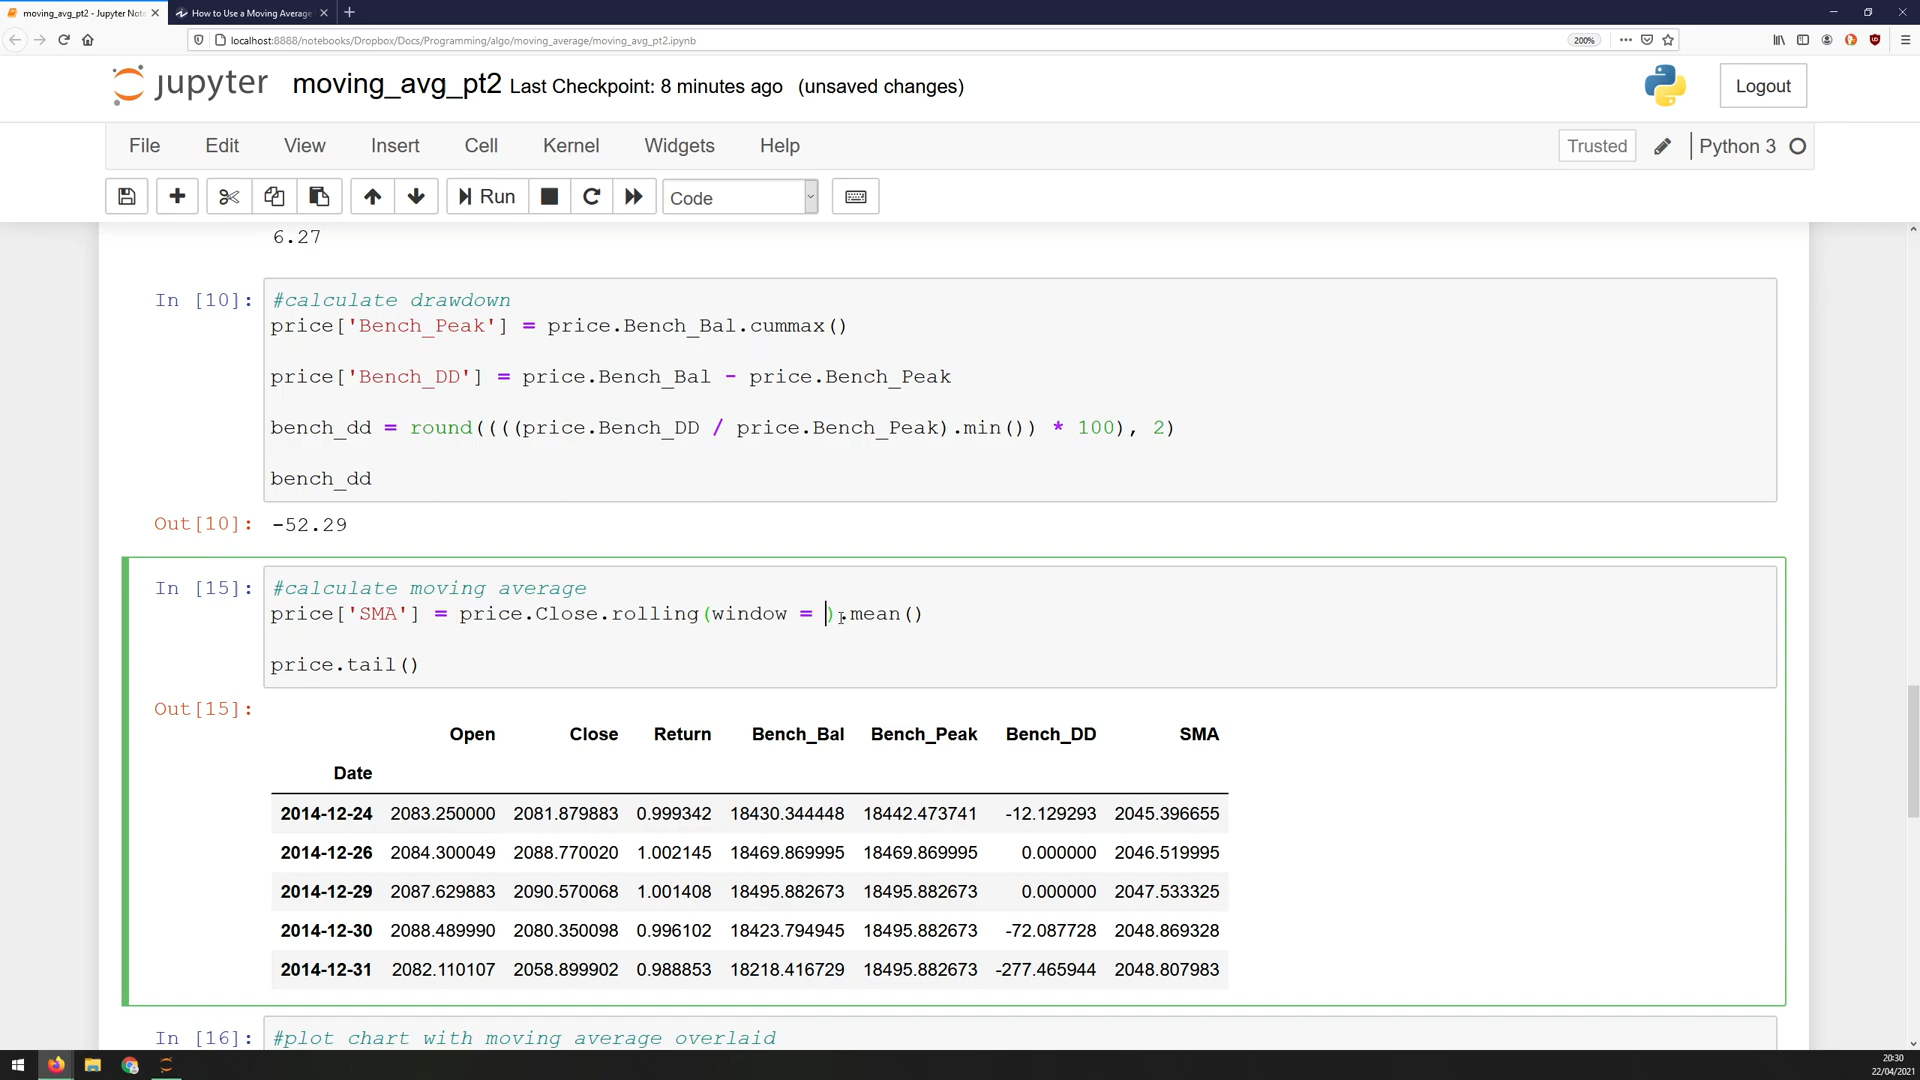 moving_avg_pt2 - Jupyter Note
How to Use a Moving Average
localhost:8888/notebooks/Dropbox/Docs/Programming/algo/moving_average/moving_avg_pt2.ipynb
200%
jupyter moving_avg_pt2 Last Checkpoint: 8 minutes ago (unsaved changes)
Logout
File Edit View Insert Cell Kernel Widgets Help
Trusted
Python 3
Run
Code
6.27
In [10]: #calculate drawdown
price['Bench_Peak'] = price.Bench_Bal.cummax()
price['Bench_DD'] = price.Bench_Bal - price.Bench_Peak
bench_dd = round((((price.Bench_DD / price.Bench_Peak).min()) * 100), 2)
bench_dd
Out[10]: -52.29
In [15]: #calculate moving average
price['SMA'] = price.Close.rolling(window = ).mean()
price.tail()
Out[15]:
Open Close Return Bench_Bal Bench_Peak Bench_DD SMA
Date
2014-12-24 2083.250000 2081.879883 0.999342 18430.344448 18442.473741 -12.129293 2045.396655
2014-12-26 2084.300049 2088.770020 1.002145 18469.869995 18469.869995 0.000000 2046.519995
2014-12-29 2087.629883 2090.570068 1.001408 18495.882673 18495.882673 0.000000 2047.533325
2014-12-30 2088.489990 2080.350098 0.996102 18423.794945 18495.882673 -72.087728 2048.869328
2014-12-31 2082.110107 2058.899902 0.988853 18218.416729 18495.882673 -277.465944 2048.807983
In [16]: #plot chart with moving average overlaid
20:30
22/04/2021